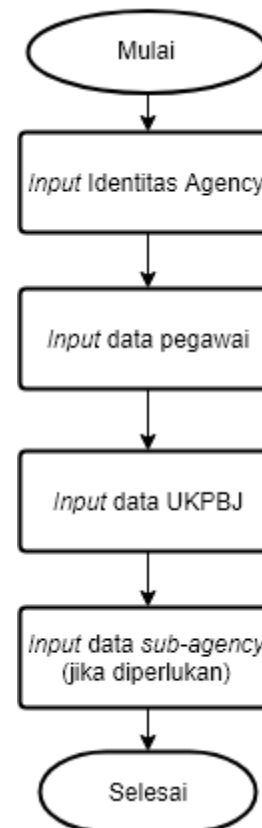 Mulai
Input Identitas Agency
Input data pegawai
Input data UKPBJ
Input data sub-agency
(jika diperlukan)
Selesai